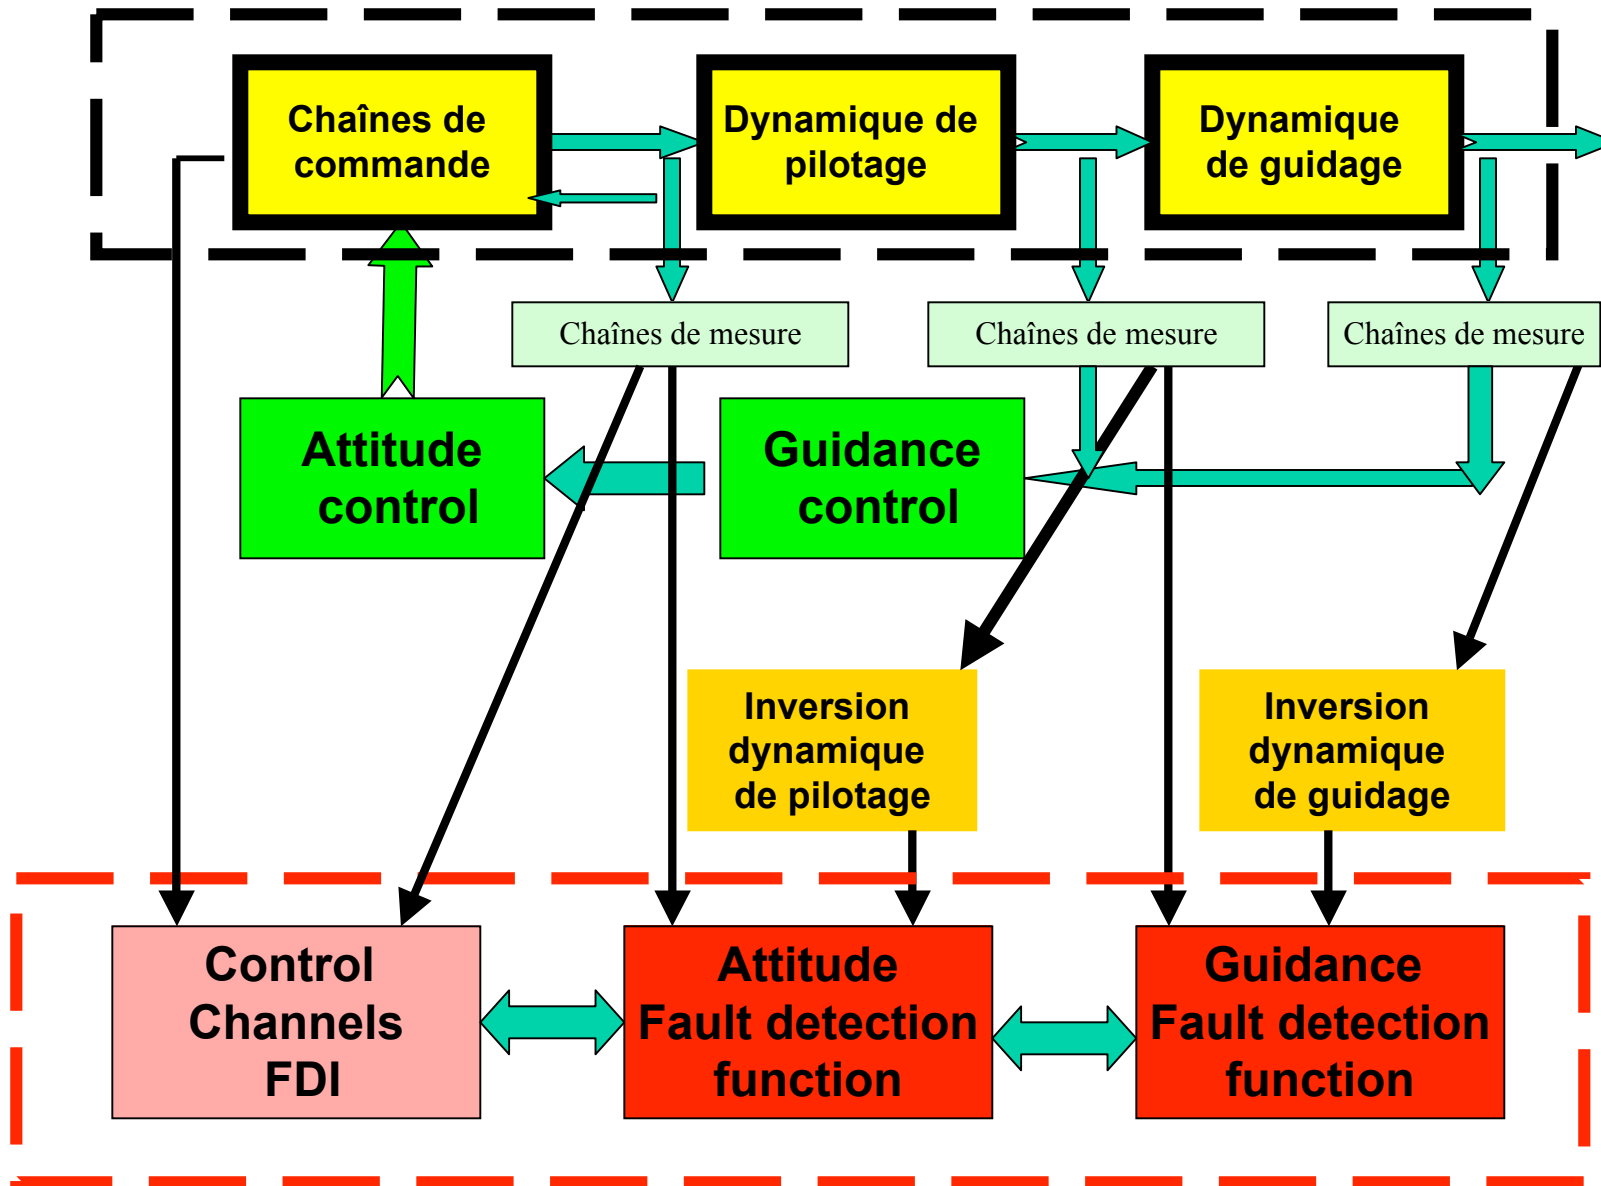 Chaînes de
commande
Dynamique de
pilotage
Dynamique
de guidage
Chaînes de mesure
Chaînes de mesure
Chaînes de mesure
Attitude
control
Guidance
control
Inversion
dynamique
de pilotage
Inversion
dynamique
de guidage
Control
Channels
FDI
Attitude
Fault detection
function
Guidance
Fault detection
function